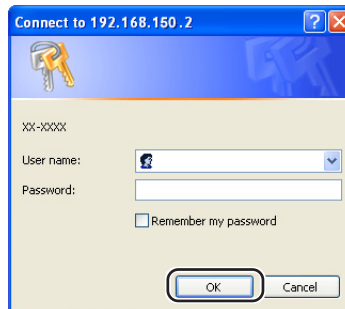 Connect to 192.168.150.2
?
XX-XXXX
User name:
Password:
Remember my password
OK
Cancel